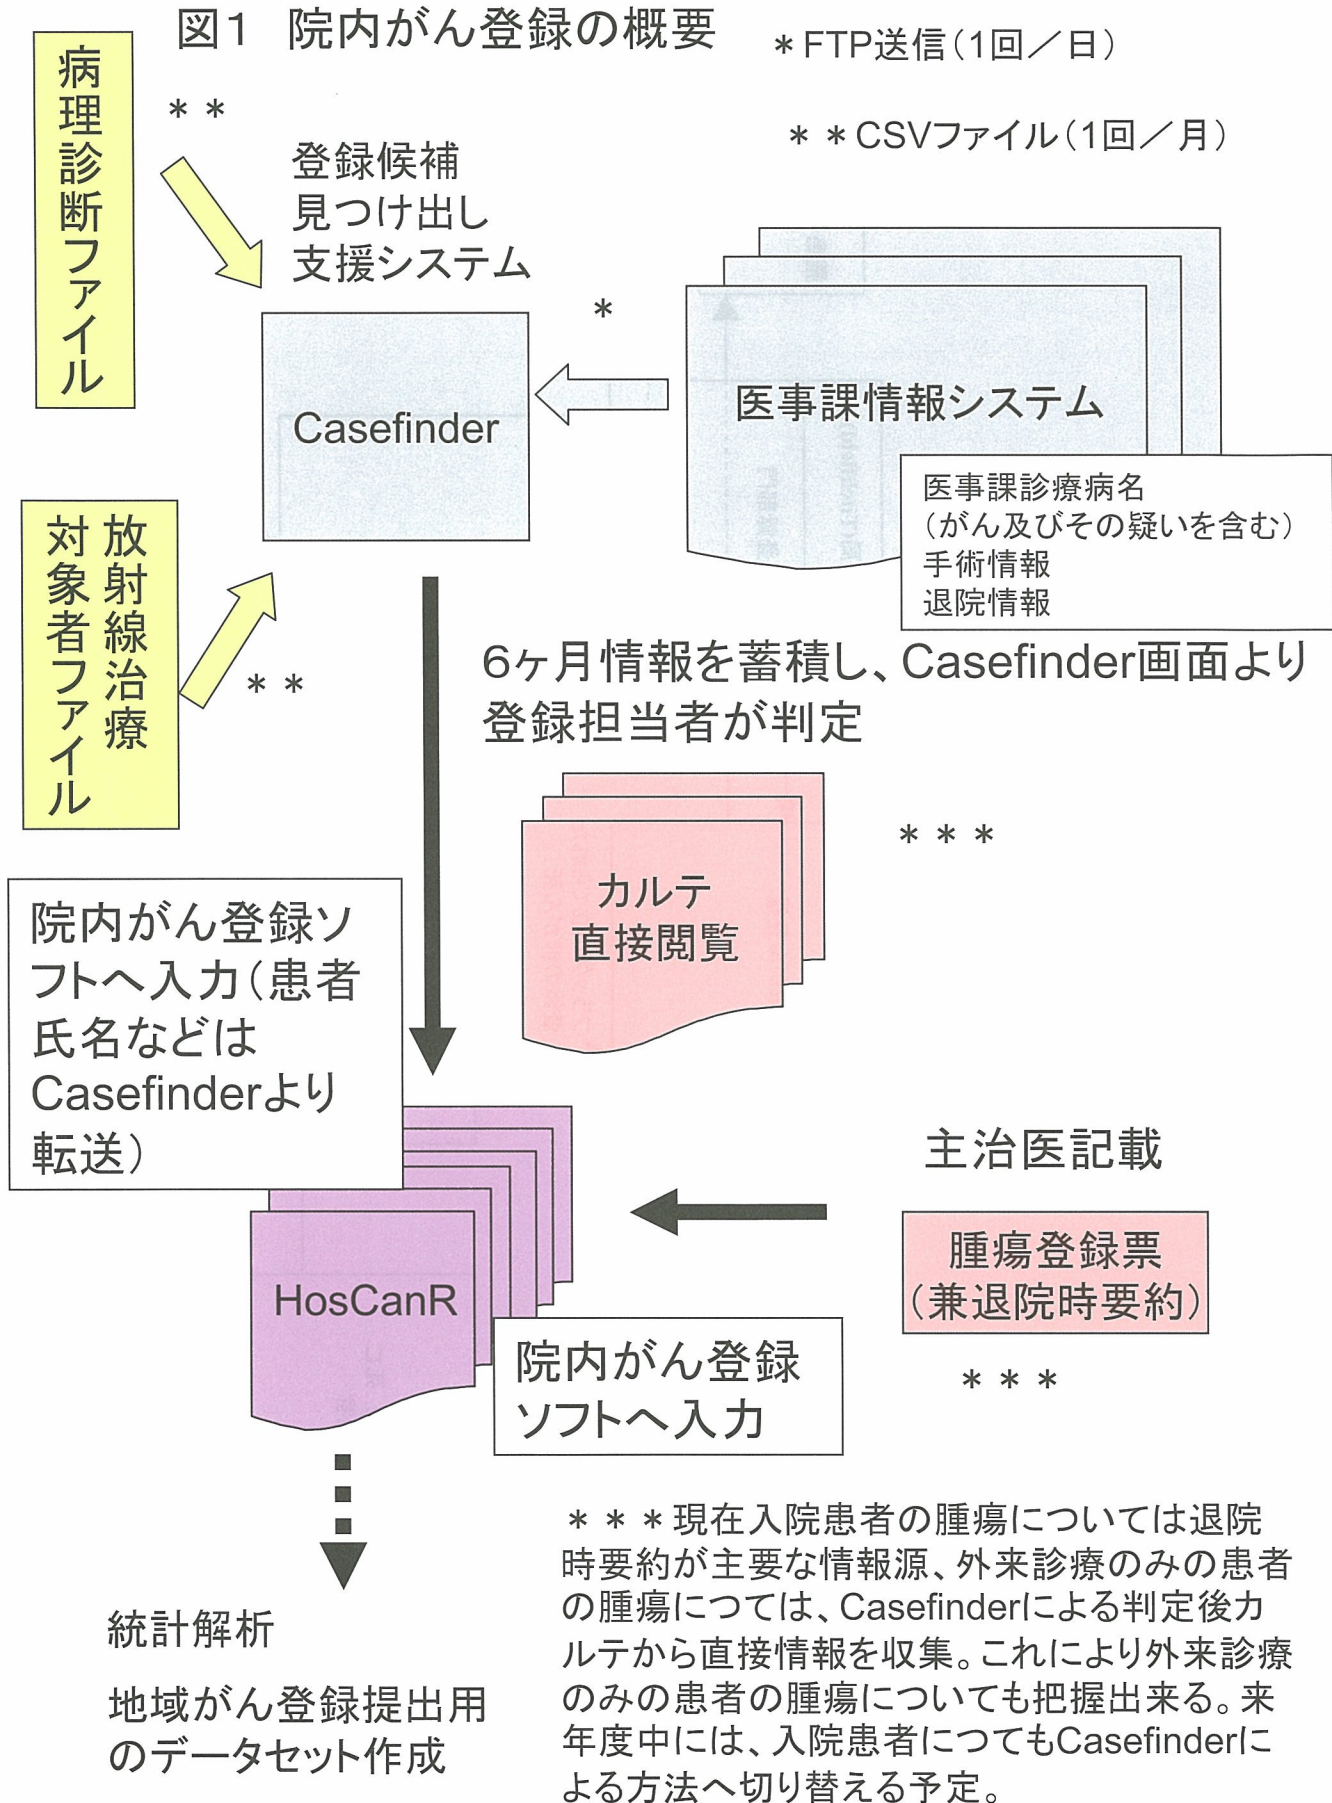 図1 院内がん登録の概要
＊FTP送信(1回／日)
＊＊CSVファイル(1回／月)
病理診断ファイル
＊＊
登録候補
見つけ出し
支援システム
＊
Casefinder
医事課情報システム
医事課診療病名
(がん及びその疑いを含む)
手術情報
退院情報
放射線治療
対象者ファイル
＊＊
6ヶ月情報を蓄積し、Casefinder画面より
登録担当者が判定
カルテ
直接閲覧
＊＊＊
院内がん登録ソ
フトへ入力(患者
氏名などは
Casefinderより
転送)
主治医記載
HosCanR
腫瘍登録票
(兼退院時要約)
＊＊＊
院内がん登録
ソフトへ入力
統計解析
地域がん登録提出用
のデータセット作成
＊＊＊現在入院患者の腫瘍については退院
時要約が主要な情報源、外来診療のみの患者
の腫瘍につては、Casefinderによる判定後カ
ルテから直接情報を収集。これにより外来診療
のみの患者の腫瘍についても把握出来る。来
年度中には、入院患者につてもCasefinderに
よる方法へ切り替える予定。